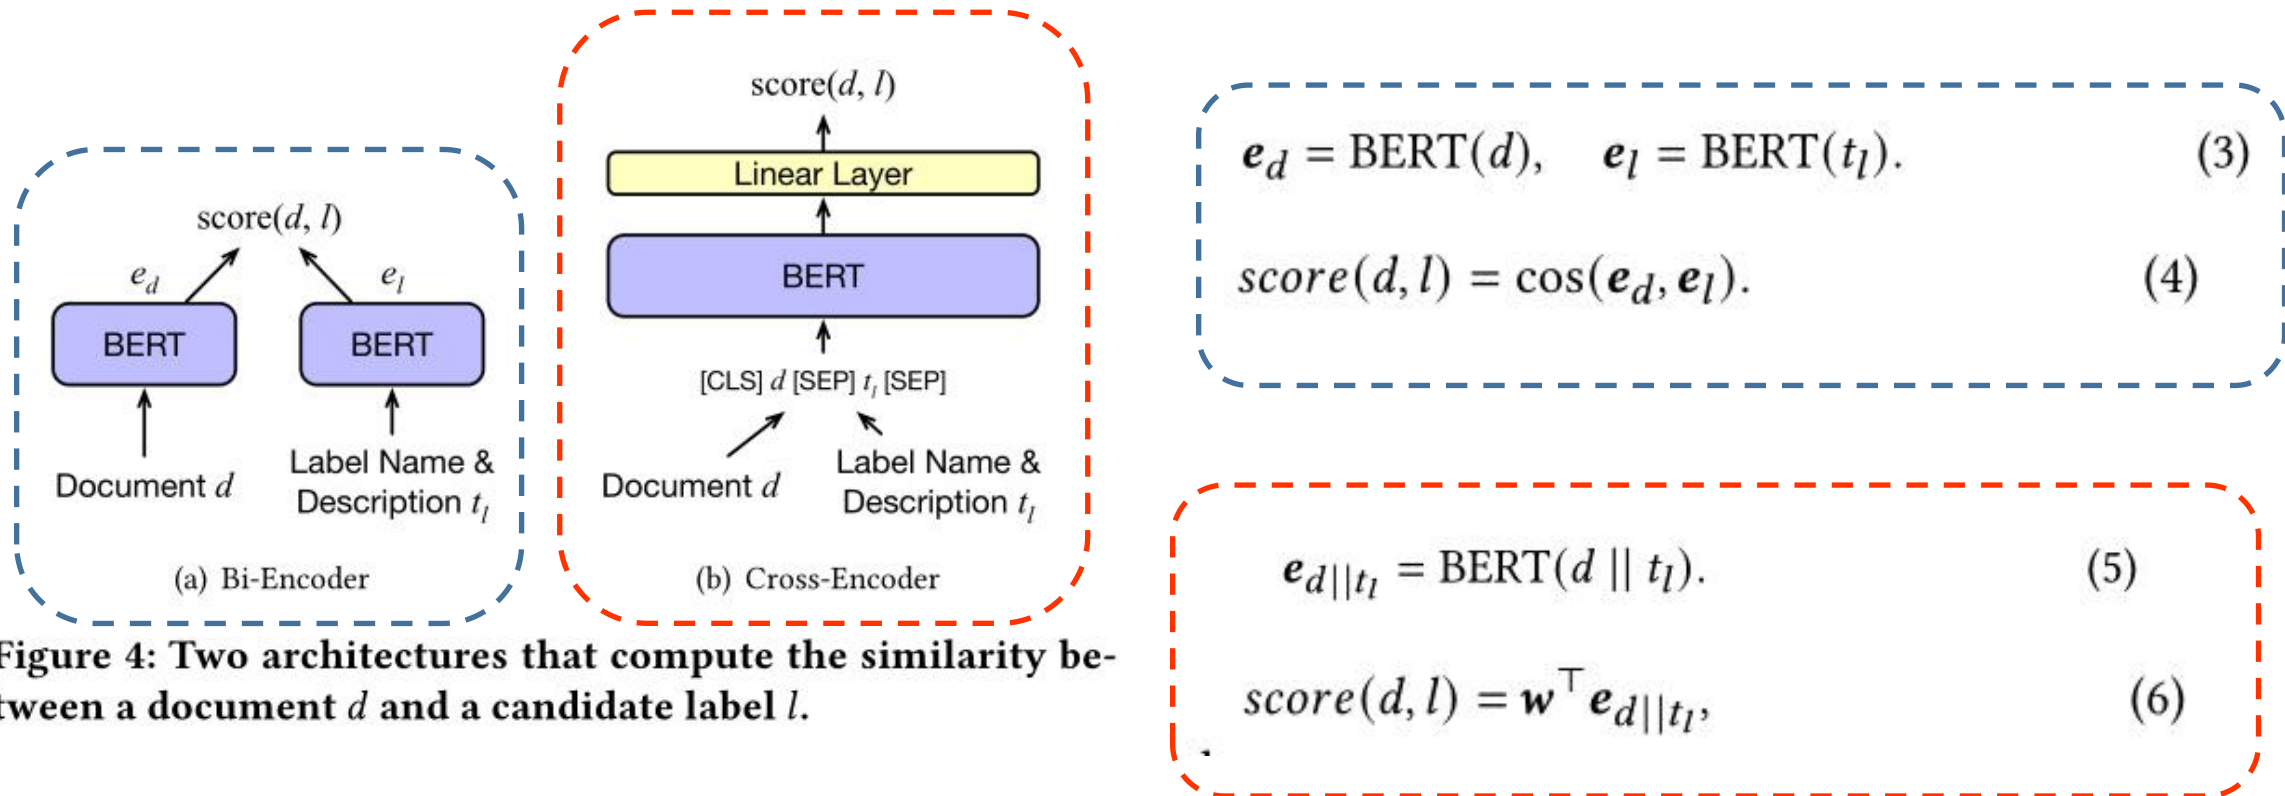 score(d, l)
e_d e_l
BERT BERT
Document d
Label Name &
Description t_l
(a) Bi-Encoder
score(d, l)
Linear Layer
BERT
[CLS] d [SEP] t_l [SEP]
Document d
Label Name &
Description t_l
(b) Cross-Encoder
Figure 4: Two architectures that compute the similarity be-
tween a document d and a candidate label l.
e_d = BERT(d), e_l = BERT(t_l). (3)
score(d, l) = cos(e_d, e_l). (4)
e_{d||t_l} = BERT(d || t_l). (5)
score(d, l) = w^⊤ e_{d||t_l}, (6)